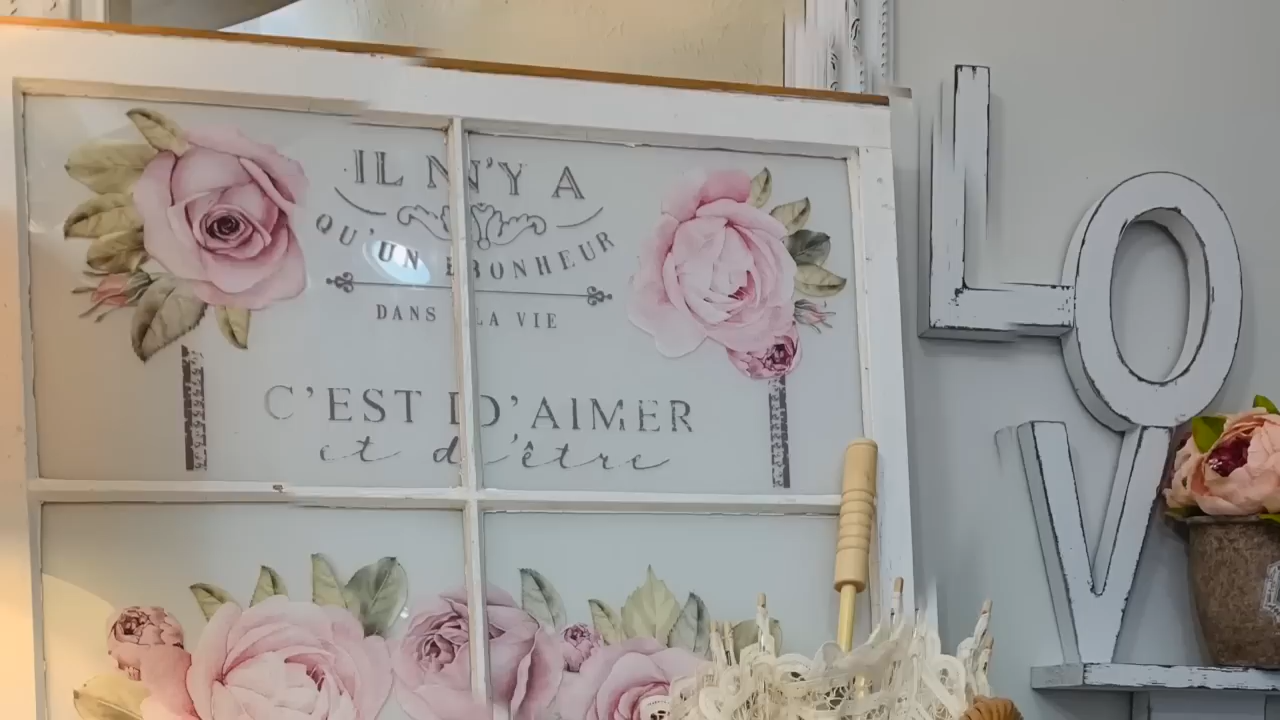 IL N'Y A
QU'UN BONHEUR
DANS LA VIE
C'EST D'AIMER
et d'être
LOV